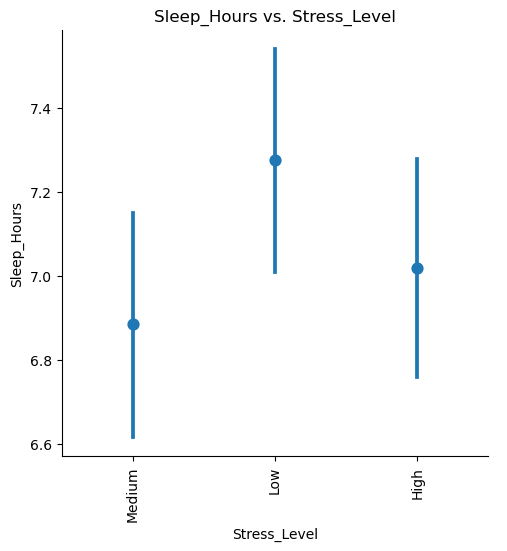 Sleep_Hours vs. Stress_Level
Sleep_Hours
7.4
7.2
7.0
6.8
6.6
Medium
Low
High
Stress_Level